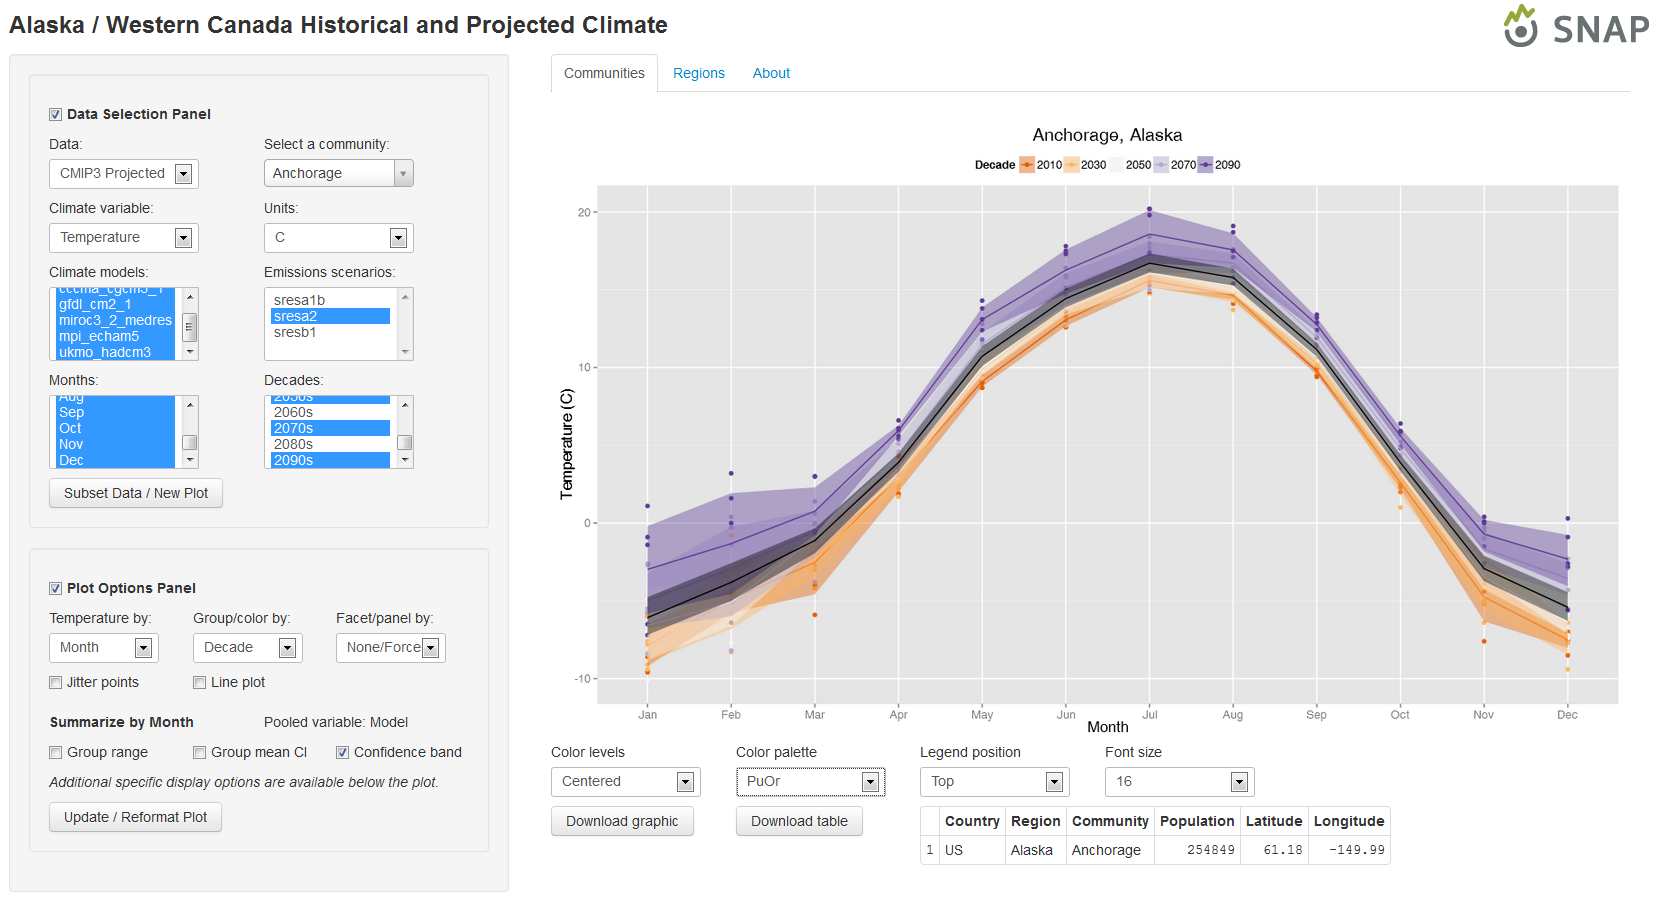 Alaska / Western Canada Historical and Projected Climate
SNAP
Data Selection Panel
Data:
Select a community:
CMIP3 Projected
Anchorage
Climate variable:
Units:
Temperature
C
Climate models:
Emissions scenarios:
cccma_cgcm3_1
gfdl_cm2_1
miroc3_2_medres
mpi_echam5
ukmo_hadcm3
sresa1b
sresa2
sresb1
Months:
Decades:
Aug
Sep
Oct
Nov
Dec
2050s
2060s
2070s
2080s
2090s
Subset Data / New Plot
Plot Options Panel
Temperature by:
Group/color by:
Facet/panel by:
Month
Decade
None/Force
Jitter points
Line plot
Summarize by Month
Pooled variable: Model
Group range
Group mean CI
Confidence band
Additional specific display options are available below the plot.
Update / Reformat Plot
Communities
Regions
About
Anchorage, Alaska
Decade 2010 2030 2050 2070 2090
Temperature (C)
20
10
0
-10
Jan Feb Mar Apr May Jun Jul Aug Sep Oct Nov Dec
Month
Color levels
Color palette
Legend position
Font size
Centered
PuOr
Top
16
Download graphic
Download table
Country Region Community Population Latitude Longitude
1 US Alaska Anchorage 254849 61.18 -149.99